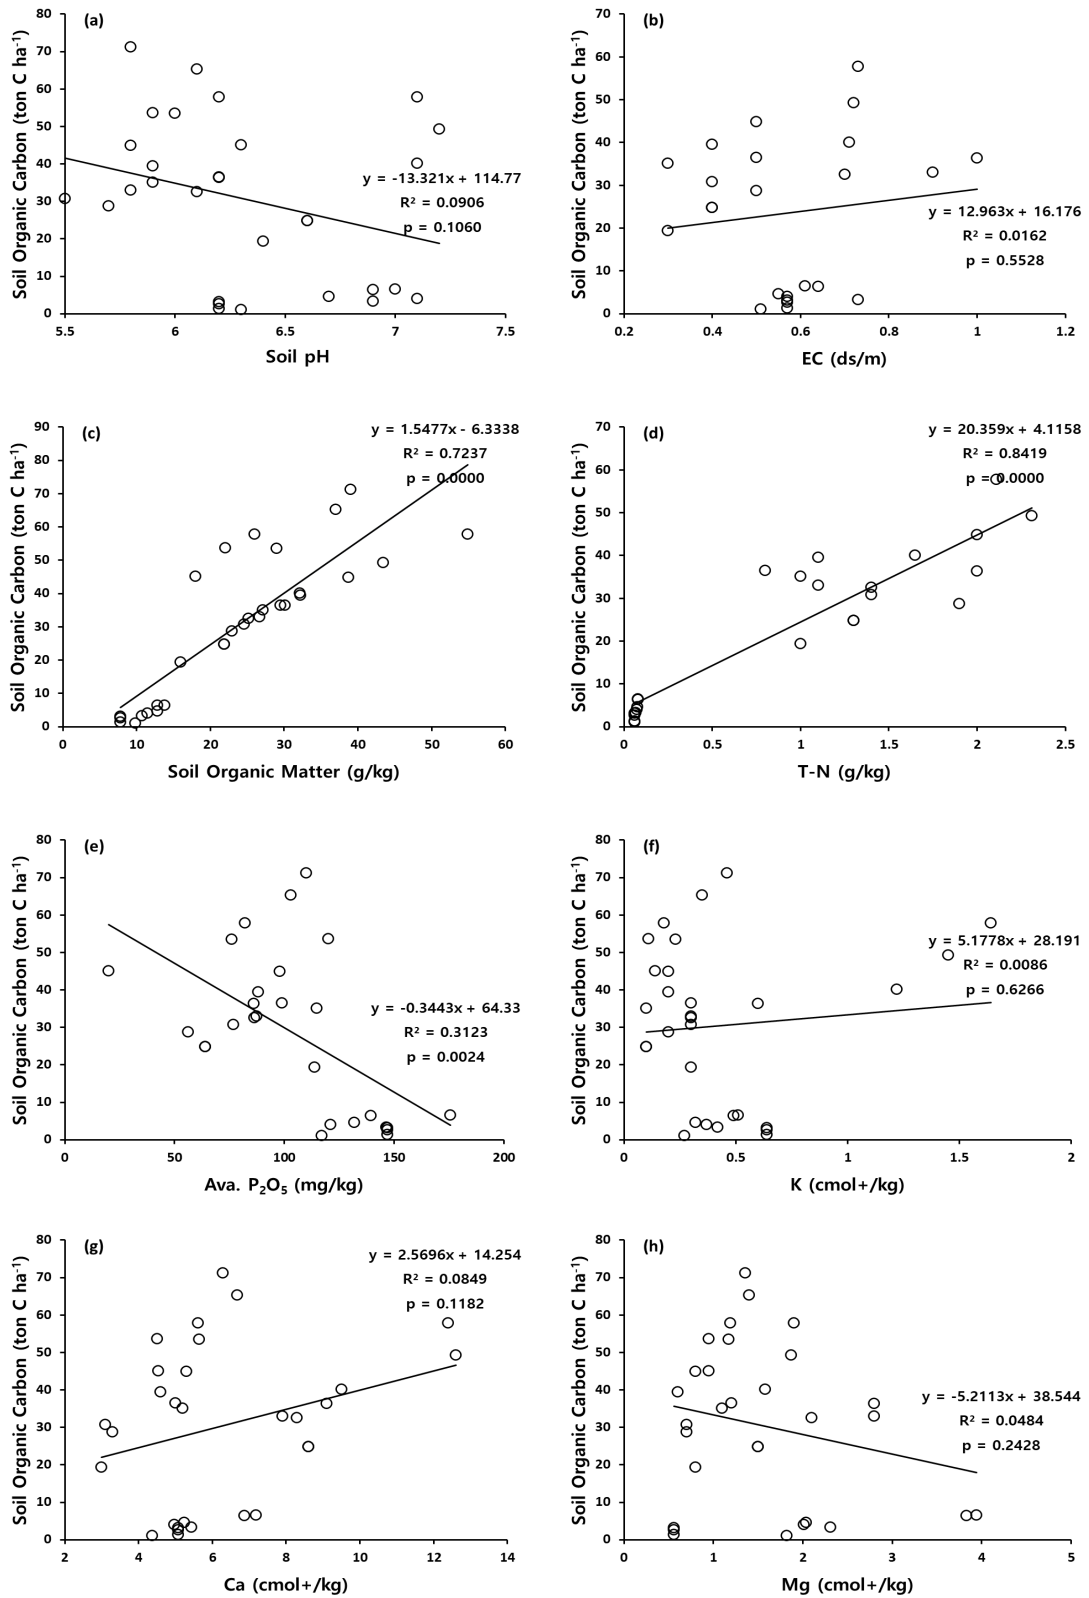 (a)
Soil Organic Carbon (ton C ha⁻¹)
80
70
60
50
40
30
20
10
0
y = -13.321x + 114.77
R² = 0.0906
p = 0.1060
5.5 6 6.5 7 7.5
Soil pH
(b)
Soil Organic Carbon (ton C ha⁻¹)
70
60
50
40
30
20
10
0
y = 12.963x + 16.176
R² = 0.0162
p = 0.5528
0.2 0.4 0.6 0.8 1 1.2
EC (ds/m)
(c)
Soil Organic Carbon (ton C ha⁻¹)
90
80
70
60
50
40
30
20
10
0
y = 1.5477x - 6.3338
R² = 0.7237
p = 0.0000
0 10 20 30 40 50 60
Soil Organic Matter (g/kg)
(d)
Soil Organic Carbon (ton C ha⁻¹)
70
60
50
40
30
20
10
0
y = 20.359x + 4.1158
R² = 0.8419
p = 0.0000
0 0.5 1 1.5 2 2.5
T-N (g/kg)
(e)
Soil Organic Carbon (ton C ha⁻¹)
80
70
60
50
40
30
20
10
0
y = -0.3443x + 64.33
R² = 0.3123
p = 0.0024
0 50 100 150 200
Ava. P₂O₅ (mg/kg)
(f)
Soil Organic Carbon (ton C ha⁻¹)
80
70
60
50
40
30
20
10
0
y = 5.1778x + 28.191
R² = 0.0086
p = 0.6266
0 0.5 1 1.5 2
K (cmol+/kg)
(g)
Soil Organic Carbon (ton C ha⁻¹)
80
70
60
50
40
30
20
10
0
y = 2.5696x + 14.254
R² = 0.0849
p = 0.1182
2 4 6 8 10 12 14
Ca (cmol+/kg)
(h)
Soil Organic Carbon (ton C ha⁻¹)
80
70
60
50
40
30
20
10
0
y = -5.2113x + 38.544
R² = 0.0484
p = 0.2428
0 1 2 3 4 5
Mg (cmol+/kg)